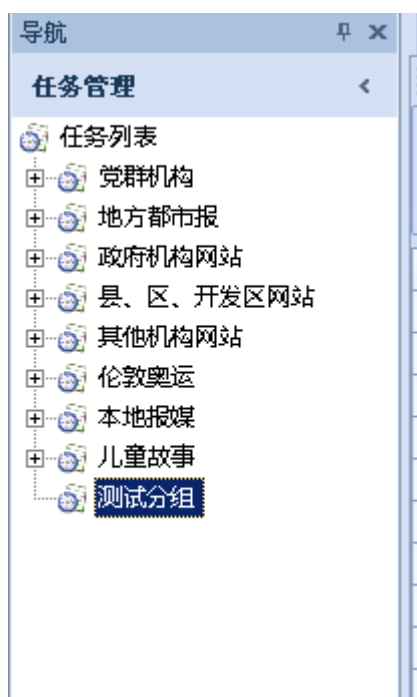 导航
任务管理
任务列表
党群机构
地方都市报
政府机构网站
县、区、开发区网站
其他机构网站
伦敦奥运
本地报媒
儿童故事
测试分组